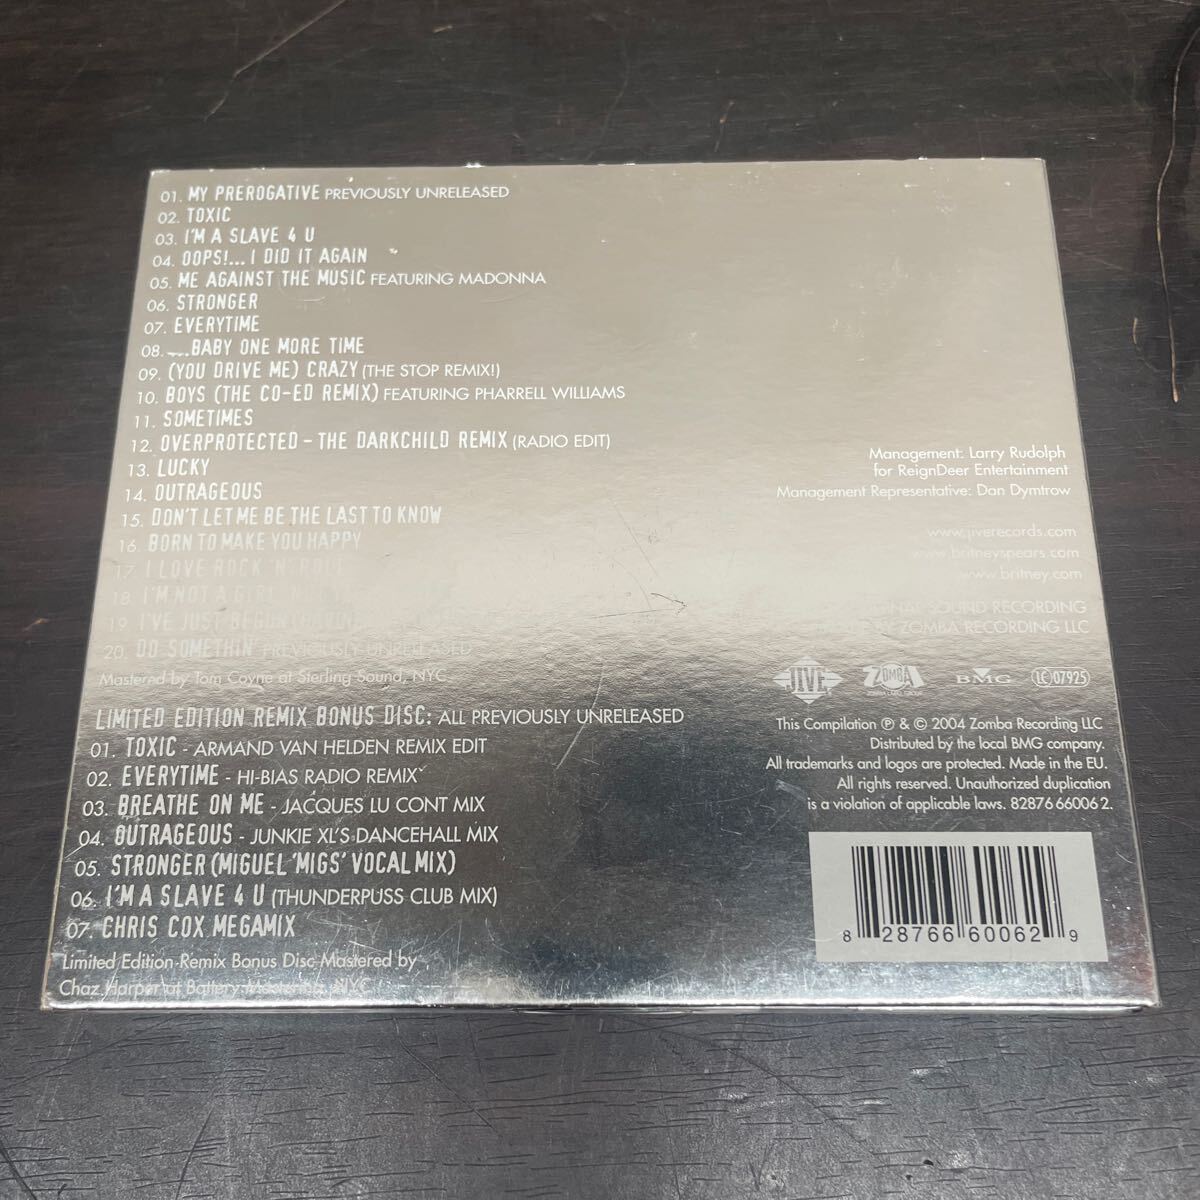 01. MY PREROGATIVE PREVIOUSLY UNRELEASED
02. TOXIC
03. I'M A SLAVE 4 U
04. OOPS!... I DID IT AGAIN
05. ME AGAINST THE MUSIC FEATURING MADONNA
06. STRONGER
07. EVERYTIME
08. ...BABY ONE MORE TIME
09. (YOU DRIVE ME) CRAZY (THE STOP REMIX!)
10. BOYS (THE CO-ED REMIX) FEATURING PHARRELL WILLIAMS
11. SOMETIMES
12. OVERPROTECTED - THE DARKCHILD REMIX (RADIO EDIT)
13. LUCKY
14. OUTRAGEOUS
15. DON'T LET ME BE THE LAST TO KNOW
16. BORN TO MAKE YOU HAPPY
17. I LOVE ROCK 'N' ROLL
18. I'M NOT A GIRL
19. I'VE JUST BEGUN
20. DO SOMETHIN' PREVIOUSLY UNRELEASED
Mastered by Tom Coyne at Sterling Sound, NYC
LIMITED EDITION REMIX BONUS DISC: ALL PREVIOUSLY UNRELEASED
01. TOXIC - ARMAND VAN HELDEN REMIX EDIT
02. EVERYTIME - HI-BIAS RADIO REMIX
03. BREATHE ON ME - JACQUES LU CONT MIX
04. OUTRAGEOUS - JUNKIE XL'S DANCEHALL MIX
05. STRONGER (MIGUEL 'MIGS' VOCAL MIX)
06. I'M A SLAVE 4 U (THUNDERPUSS CLUB MIX)
07. CHRIS COX MEGAMIX
Limited Edition Remix Bonus Disc Mastered by
Chaz Harper at Battery Mastering, NYC
Management: Larry Rudolph
for ReignDeer Entertainment
Management Representative: Dan Dymtrow
www.jiverecords.com
www.britneyspears.com
www.britney.com
SOUND RECORDING
BY ZOMBA RECORDING LLC
JIVE ZOMBA BMG LC 07925
ZOMBA LABEL GROUP
This Compilation ℗ & © 2004 Zomba Recording LLC
Distributed by the local BMG company.
All trademarks and logos are protected. Made in the EU.
All rights reserved. Unauthorized duplication
is a violation of applicable laws. 82876 66006 2.
8 28766 60062 9